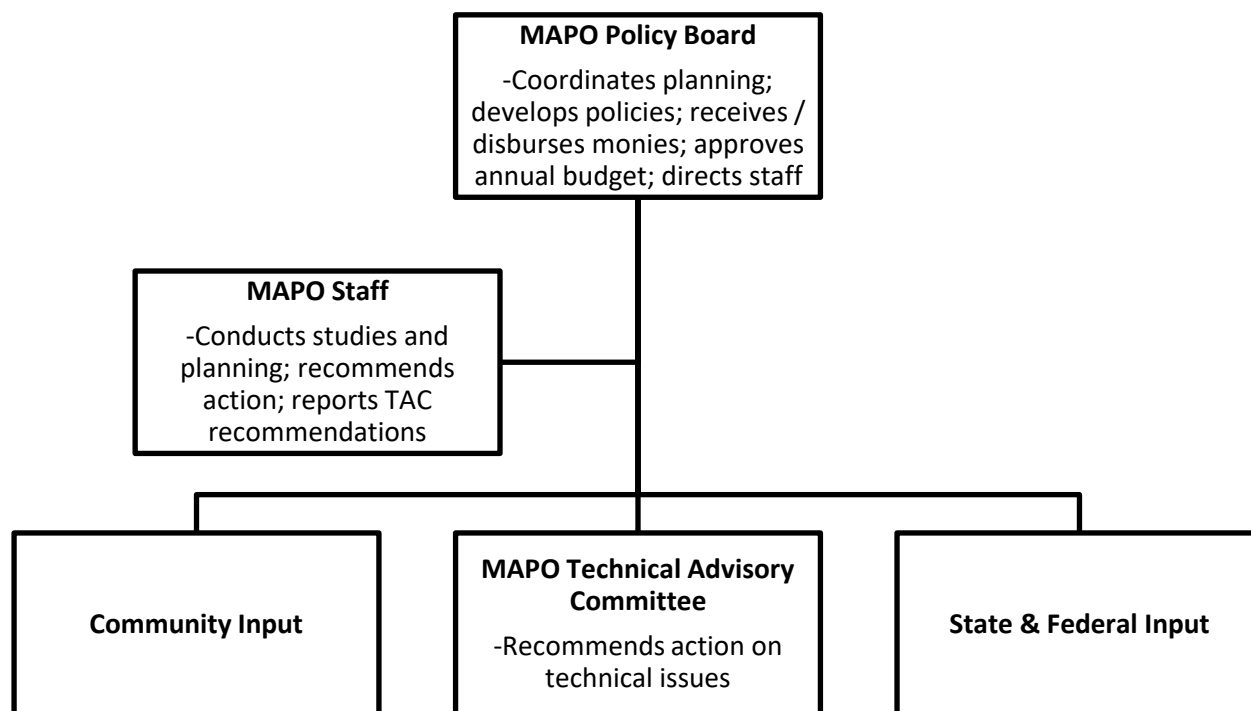 MAPO Policy Board
-Coordinates planning;
develops policies; receives /
disburses monies; approves
annual budget; directs staff
MAPO Staff
-Conducts studies and
planning; recommends
action; reports TAC
recommendations
Community Input
MAPO Technical Advisory
Committee
-Recommends action on
technical issues
State & Federal Input